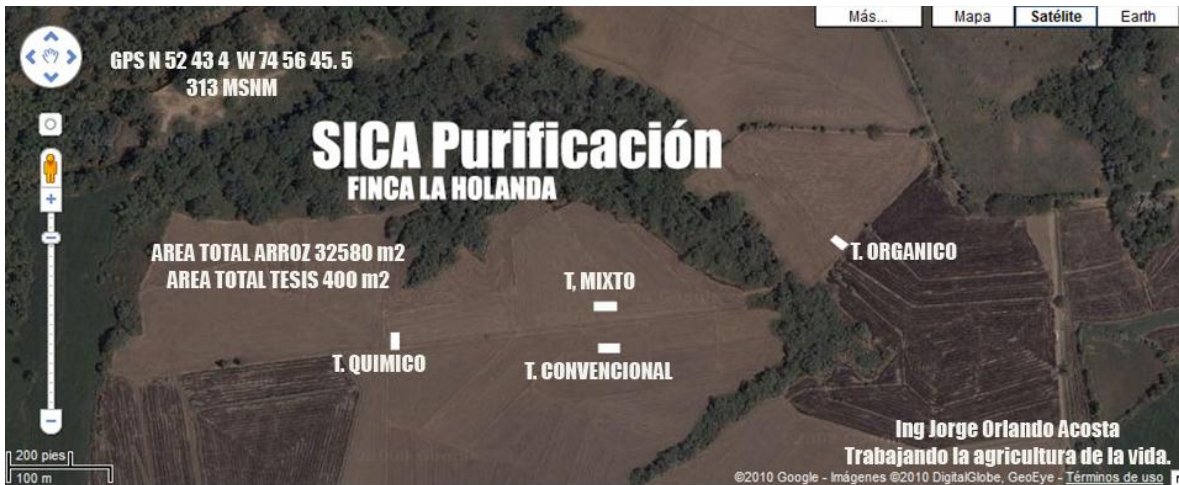 Más...
Mapa
Satélite
Earth
GPS N 52 43 4 W 74 56 45. 5
313 MSNM
SICA Purificación
FINCA LA HOLANDA
AREA TOTAL ARROZ 32580 m2
AREA TOTAL TESIS 400 m2
T. ORGANICO
T, MIXTO
T. QUIMICO
T. CONVENCIONAL
Ing Jorge Orlando Acosta
Trabajando la agricultura de la vida.
200 pies
100 m
©2010 Google - Imágenes ©2010 DigitalGlobe, GeoEye - Términos de uso